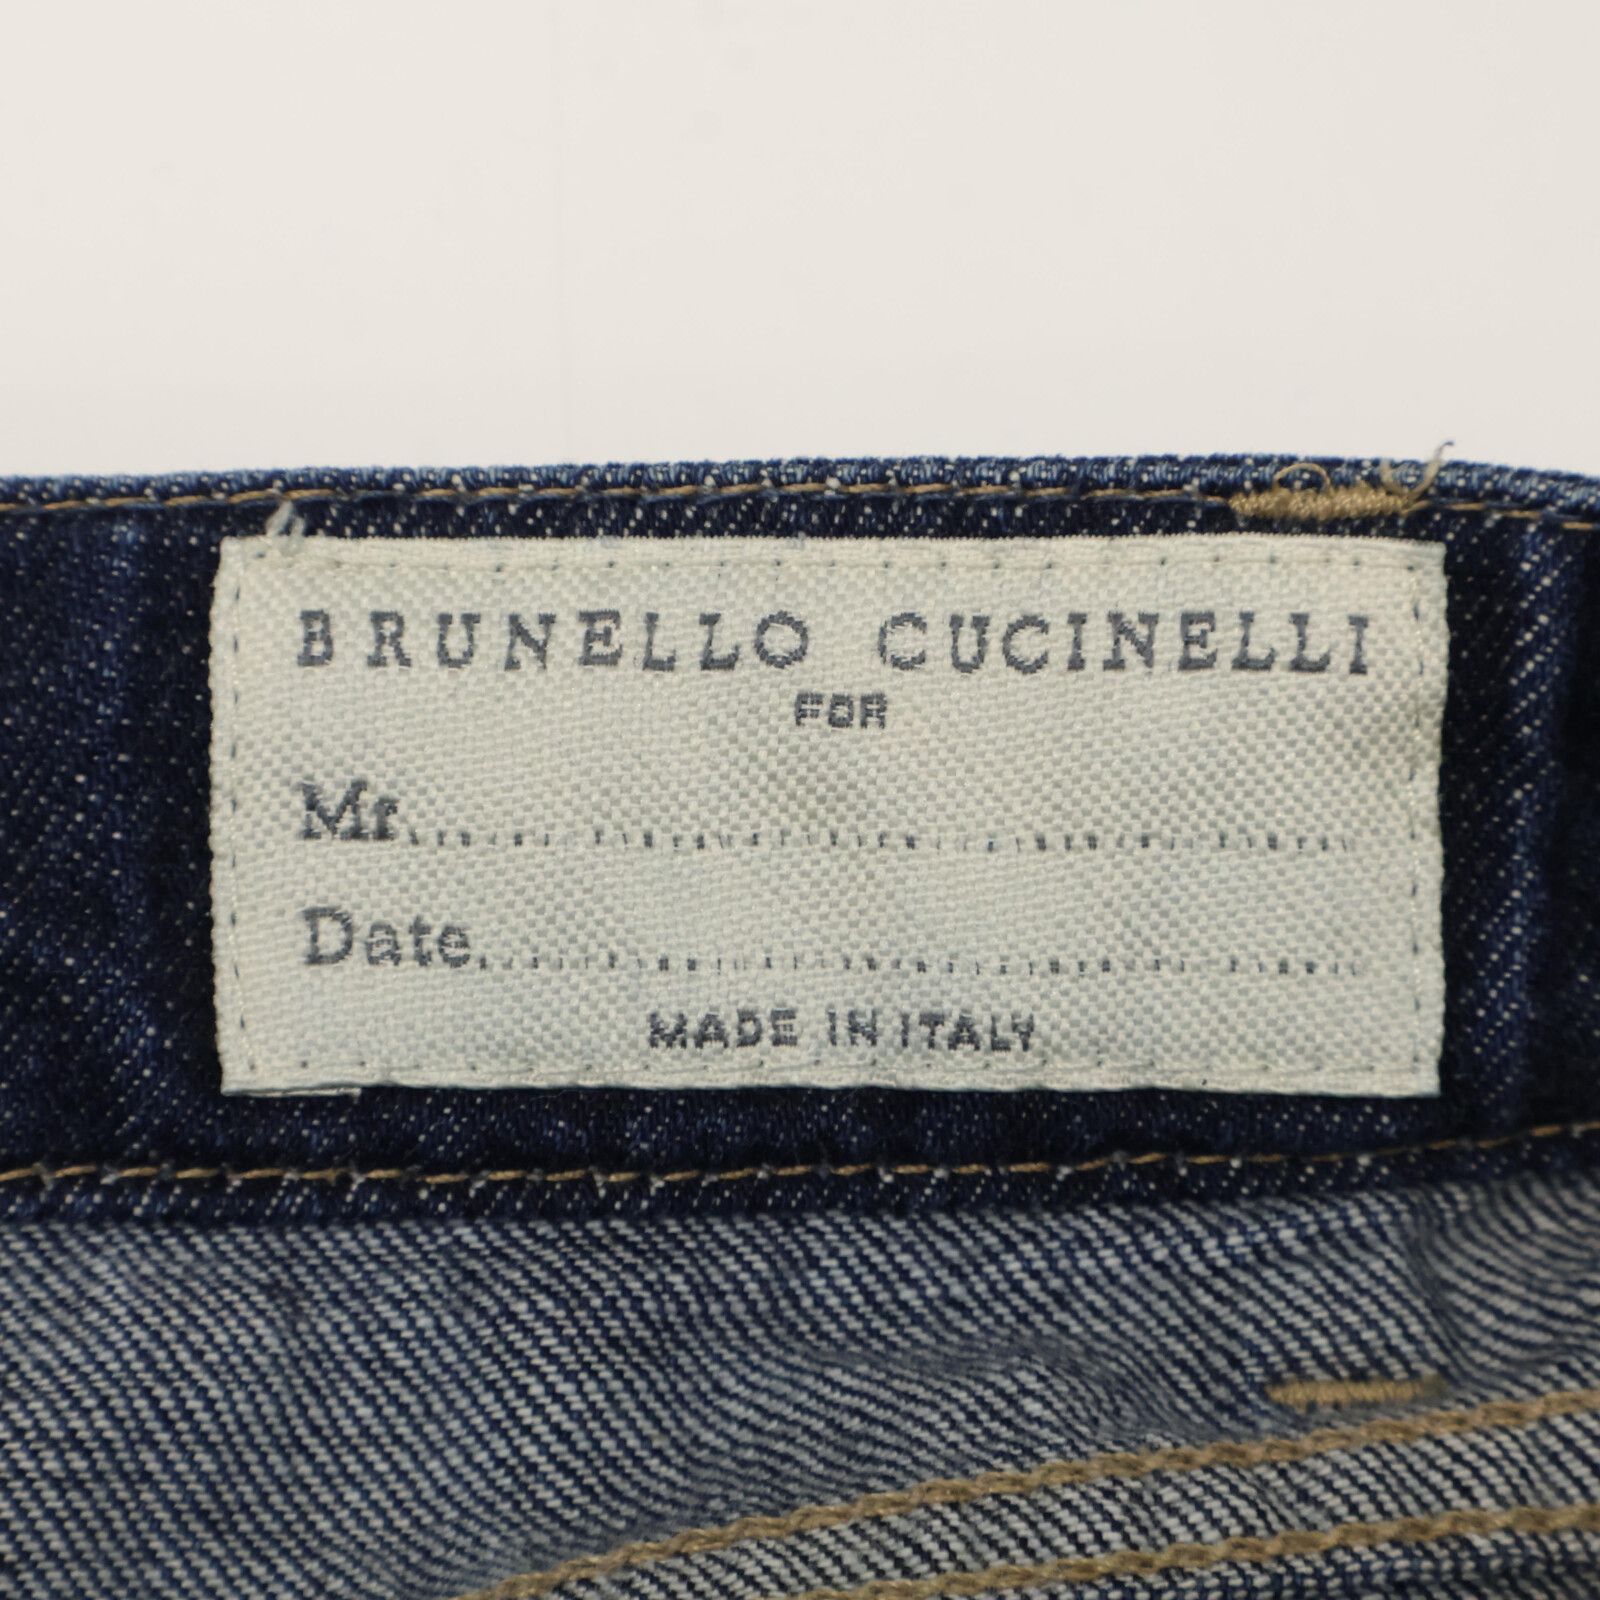 BRUNELLO CUCINELLI
FOR
Mr..............................................................
Date..........................................................
MADE IN ITALY